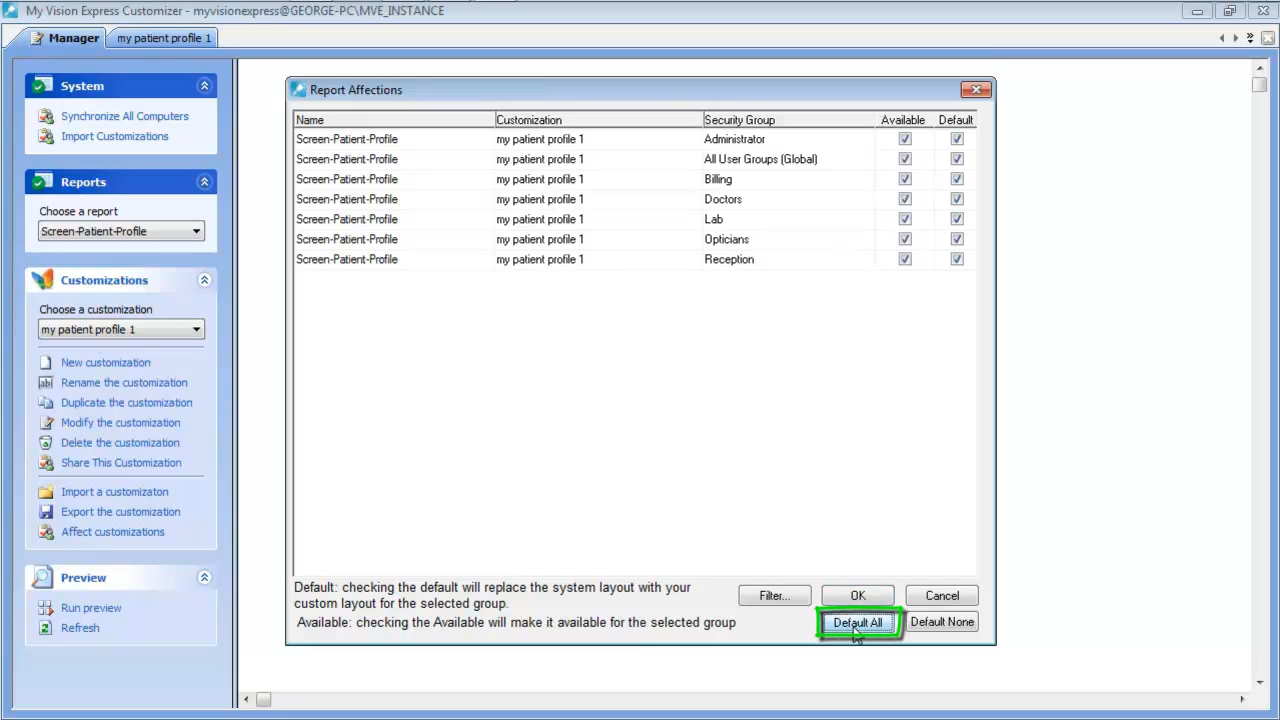 My Vision Express Customizer - myvisionexpress@GEORGE-PC\MVE_INSTANCE
Manager
my patient profile 1
System
Synchronize All Computers
Import Customizations
Reports
Choose a report
Screen-Patient-Profile
Customizations
Choose a customization
my patient profile 1
New customization
Rename the customization
Duplicate the customization
Modify the customization
Delete the customization
Share This Customization
Import a customizaton
Export the customization
Affect customizations
Preview
Run preview
Refresh
Report Affections
Name Customization Security Group Available Default
Screen-Patient-Profile my patient profile 1 Administrator
Screen-Patient-Profile my patient profile 1 All User Groups (Global)
Screen-Patient-Profile my patient profile 1 Billing
Screen-Patient-Profile my patient profile 1 Doctors
Screen-Patient-Profile my patient profile 1 Lab
Screen-Patient-Profile my patient profile 1 Opticians
Screen-Patient-Profile my patient profile 1 Reception
Default: checking the default will replace the system layout with your
custom layout for the selected group.
Available: checking the Available will make it available for the selected group
Filter... OK Cancel
Default All Default None